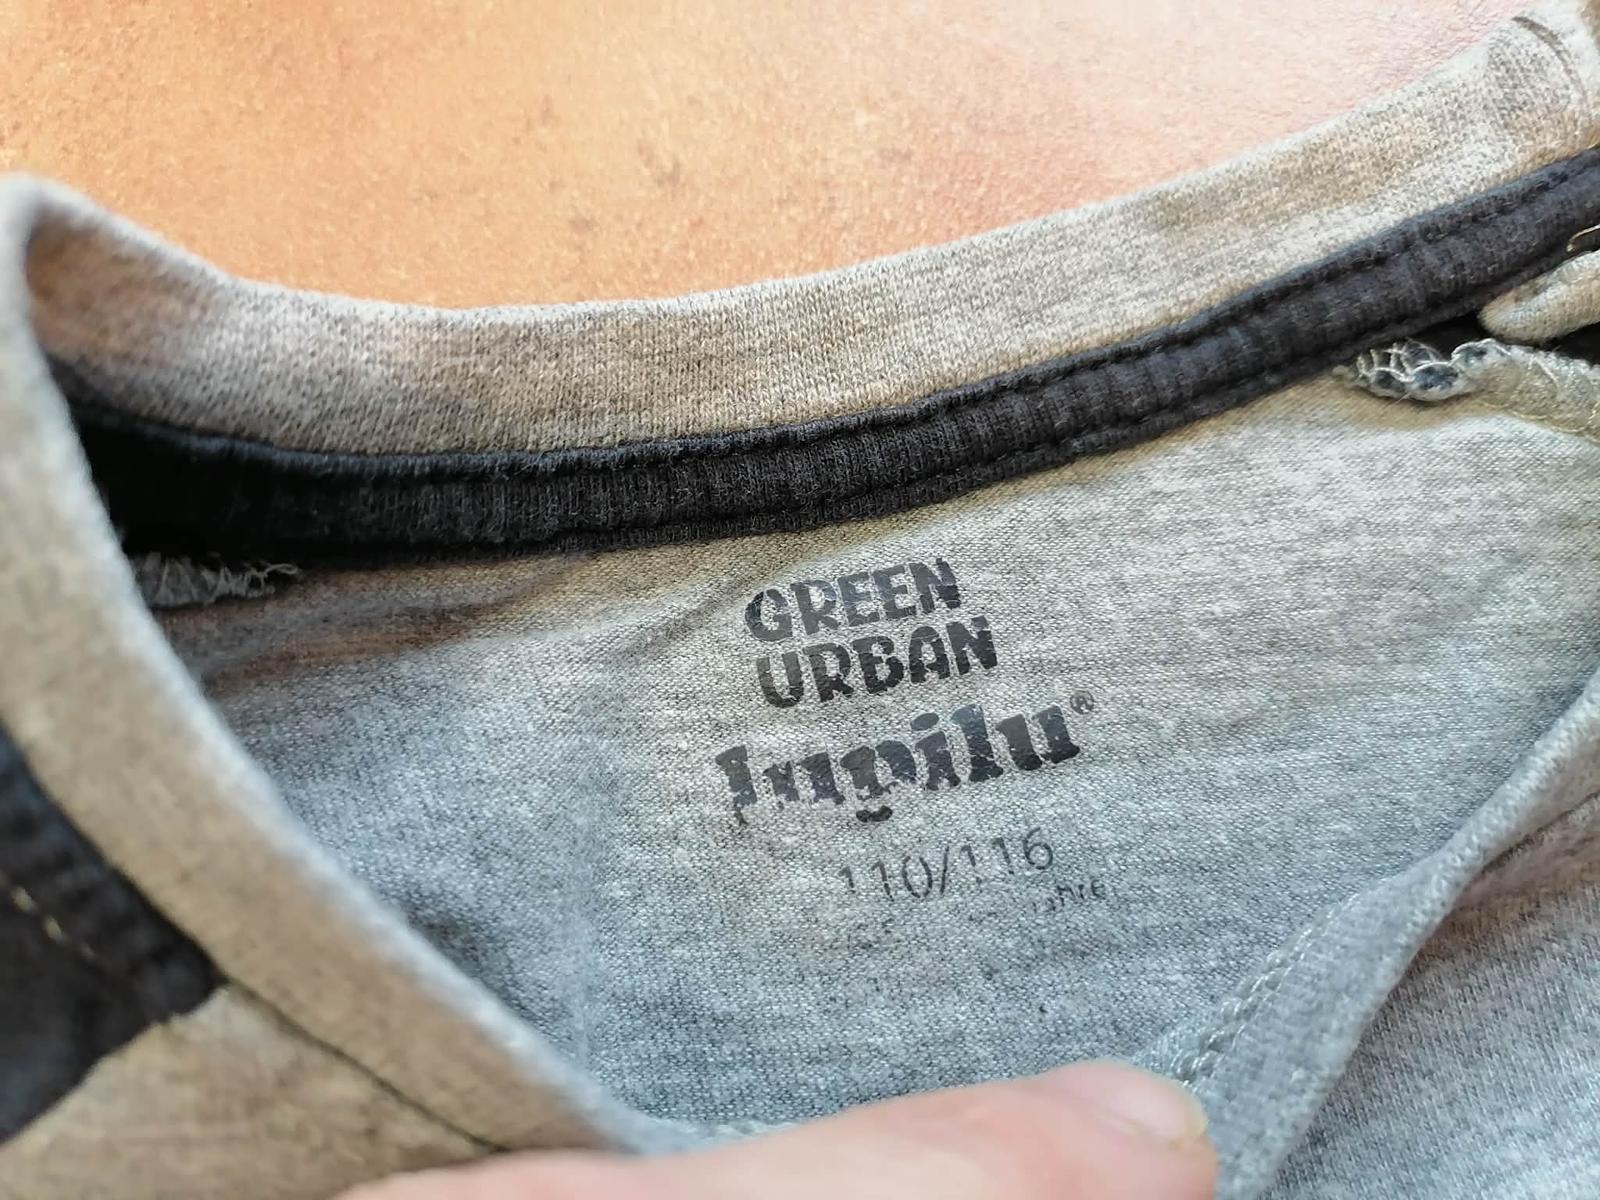 GREEN
URBAN
lupilu®
110/116